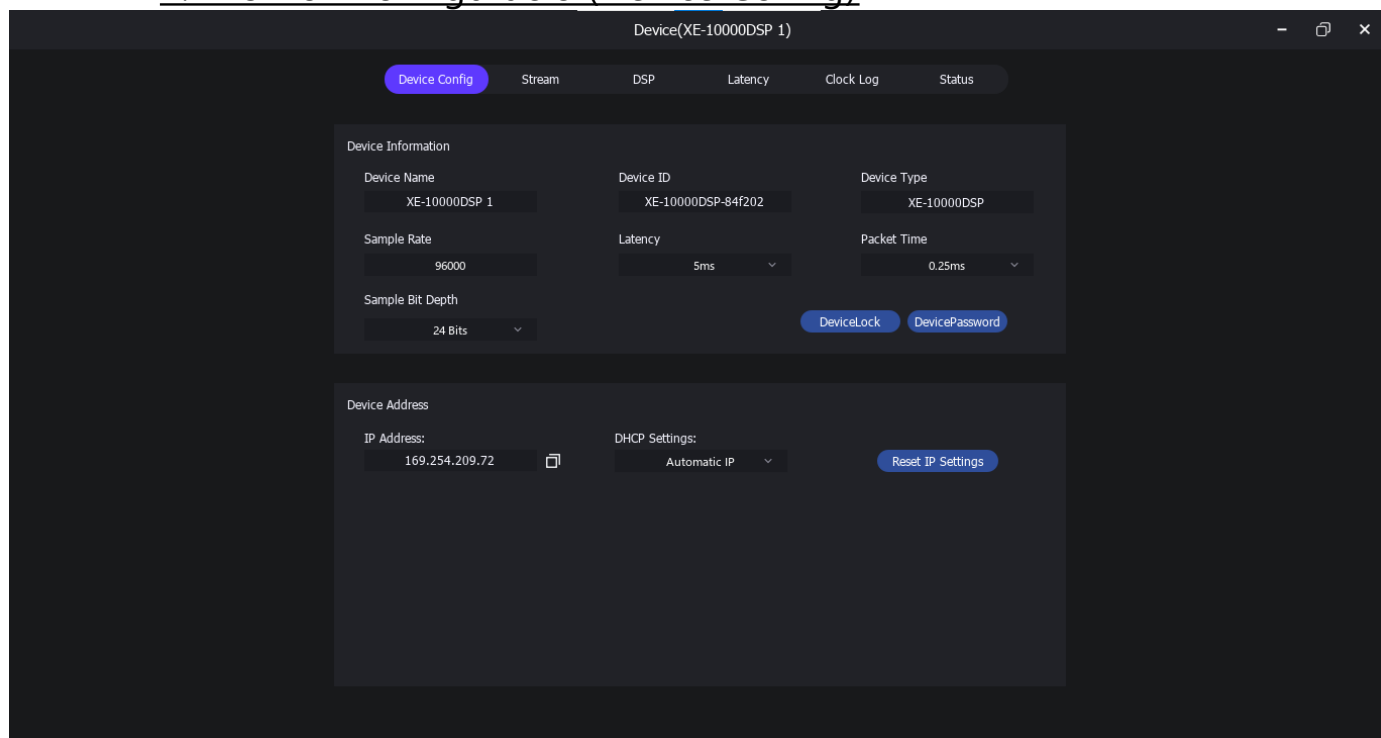 Device(XE-10000DSP 1)
Device Config Stream DSP Latency Clock Log Status
Device Information
Device Name Device ID Device Type
XE-10000DSP 1 XE-10000DSP-84f202 XE-10000DSP
Sample Rate Latency Packet Time
96000 5ms 0.25ms
Sample Bit Depth
24 Bits DeviceLock DevicePassword
Device Address
IP Address: DHCP Settings:
169.254.209.72 Automatic IP Reset IP Settings